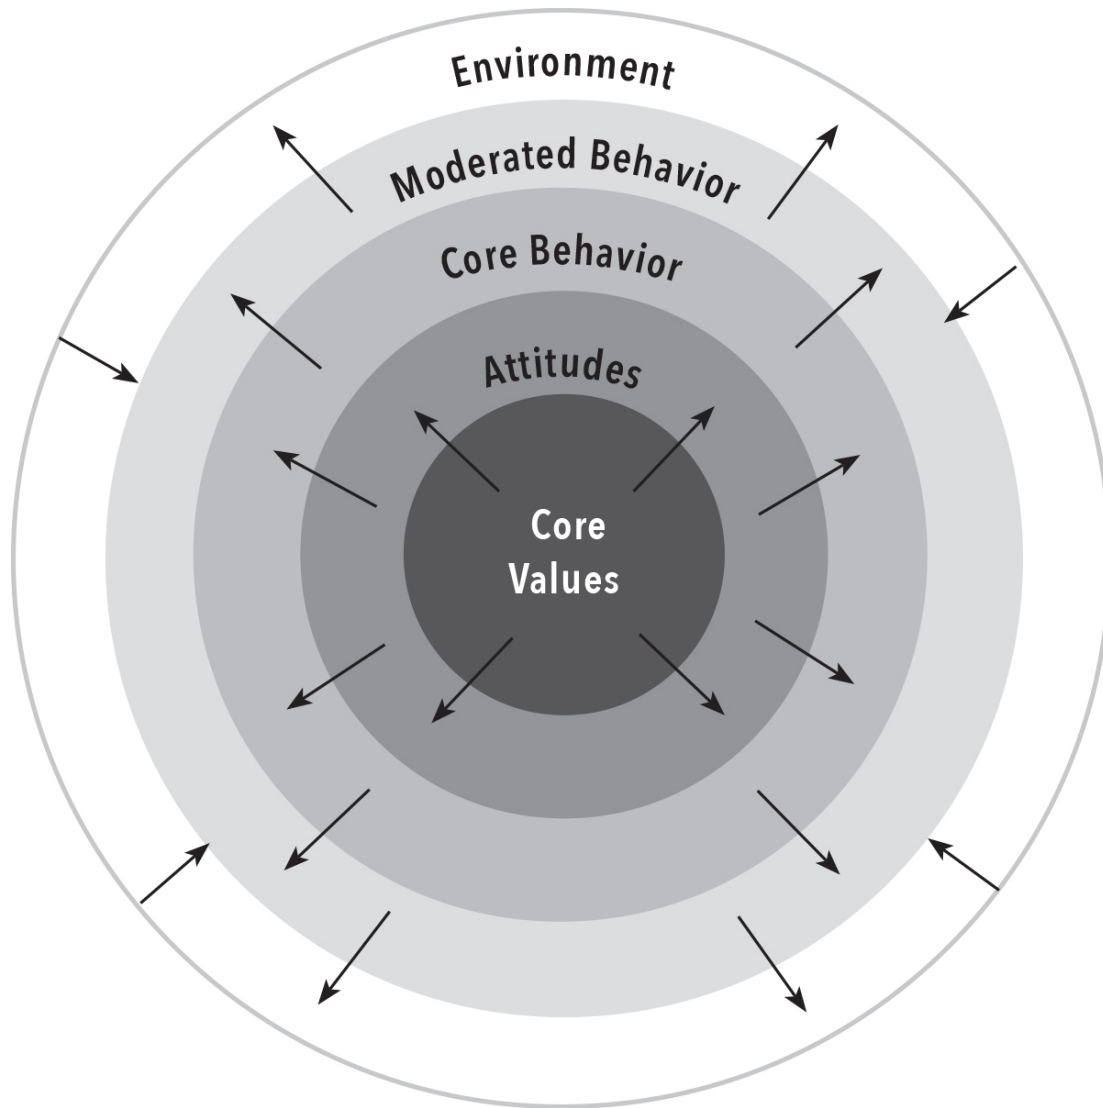 Environment
Moderated Behavior
Core Behavior
Attitudes
Core
Values